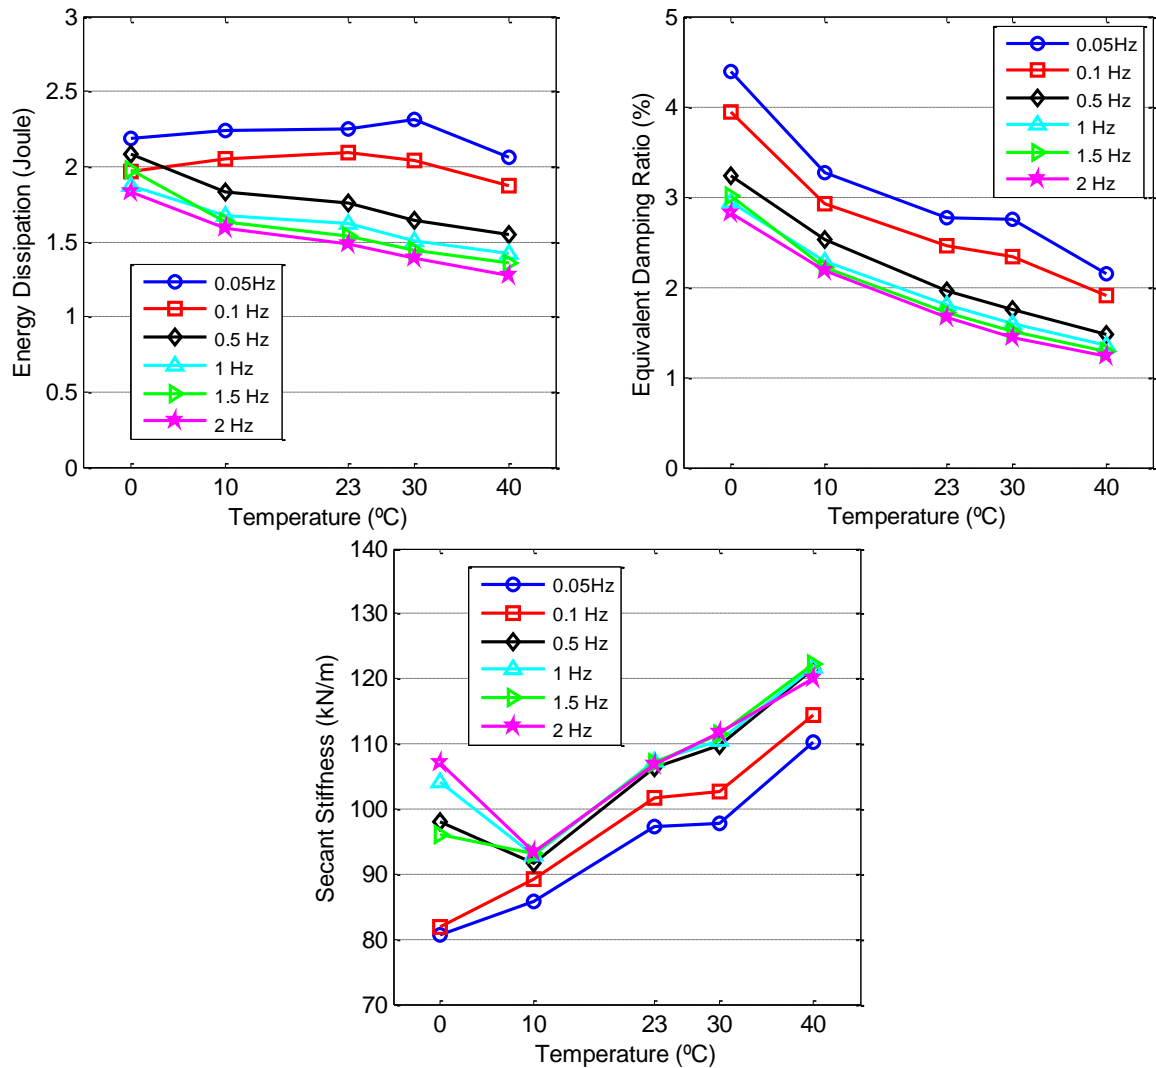 Energy Dissipation (Joule)
3
2.5
2
1.5
1
0.5
0
0.05Hz
0.1 Hz
0.5 Hz
1 Hz
1.5 Hz
2 Hz
0 10 23 30 40
Temperature (ºC)
Equivalent Damping Ratio (%)
5
4
3
2
1
0
0.05Hz
0.1 Hz
0.5 Hz
1 Hz
1.5 Hz
2 Hz
0 10 23 30 40
Temperature (ºC)
Secant Stiffness (kN/m)
140
130
120
110
100
90
80
70
0.05Hz
0.1 Hz
0.5 Hz
1 Hz
1.5 Hz
2 Hz
0 10 23 30 40
Temperature (ºC)